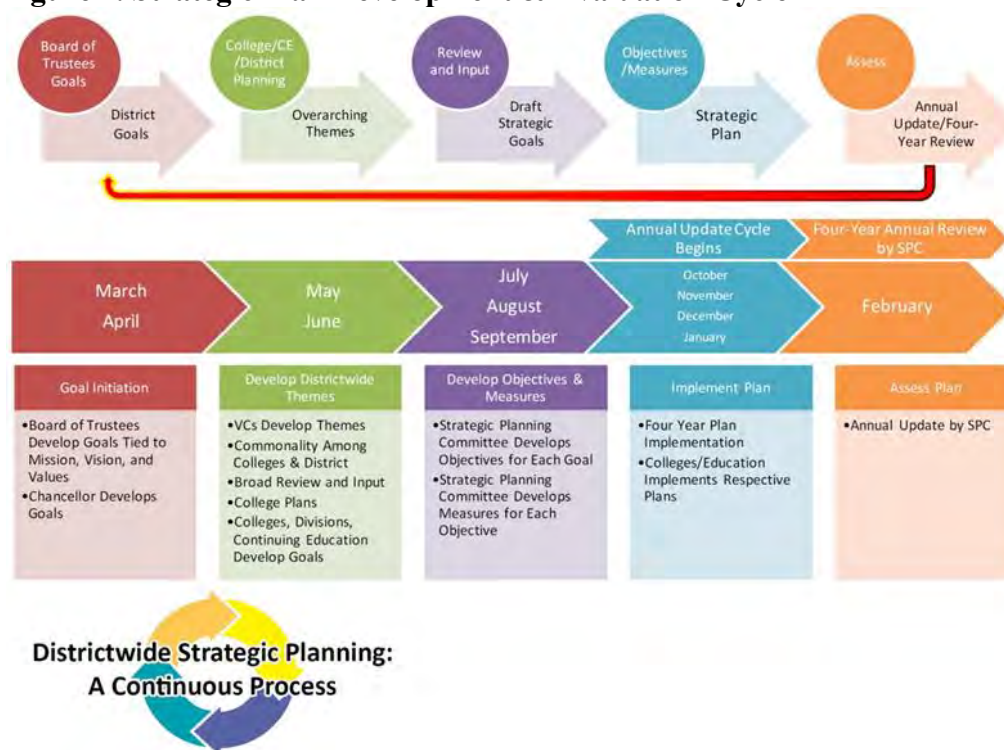 Strategic Plan Development & Evaluation Cycle
Board of
Trustees
Goals
District
Goals
College/CE
/District
Planning
Overarching
Themes
Review
and Input
Draft
Strategic
Goals
Objectives
/Measures
Strategic
Plan
Assess
Annual
Update/Four-
Year Review
Annual Update Cycle
Begins
Four-Year Annual Review
by SPC
March
April
May
June
July
August
September
October
November
December
January
February
Goal Initiation
•Board of Trustees
Develop Goals Tied to
Mission, Vision, and
Values
•Chancellor Develops
Goals
Develop Districtwide
Themes
•VCs Develop Themes
•Commonality Among
Colleges & District
•Broad Review and Input
•College Plans
•Colleges, Divisions,
Continuing Education
Develop Goals
Develop Objectives &
Measures
•Strategic Planning
Committee Develops
Objectives for Each Goal
•Strategic Planning
Committee Develops
Measures for Each
Objective
Implement Plan
•Four Year Plan
Implementation
•Colleges/Education
Implements Respective
Plans
Assess Plan
•Annual Update by SPC
Districtwide Strategic Planning:
A Continuous Process